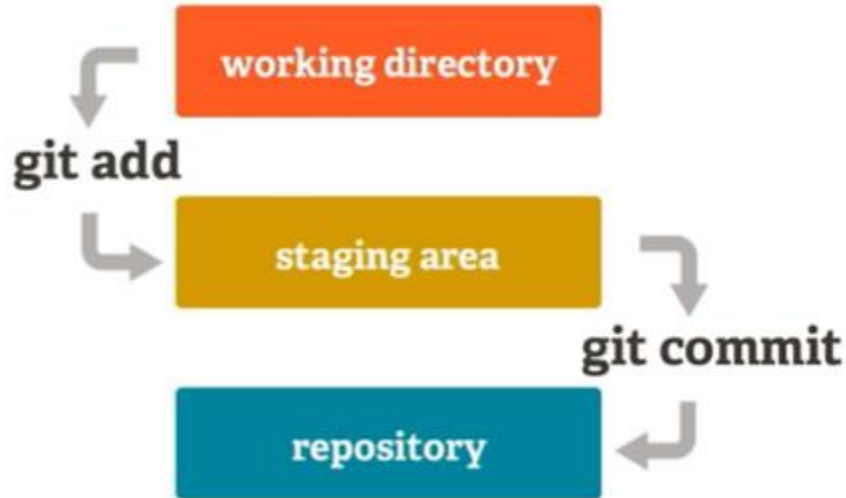 working directory
git add
staging area
git commit
repository